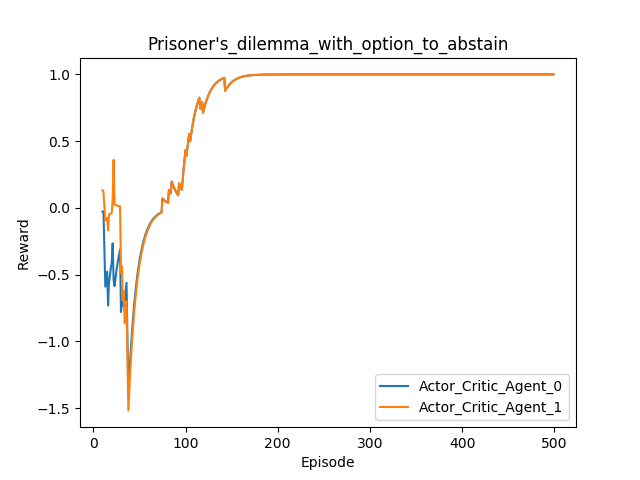 Prisoner's_dilemma_with_option_to_abstain
1.0
0.5
0.0
−0.5
−1.0
−1.5
Reward
0
100
200
300
400
500
Episode
Actor_Critic_Agent_0
Actor_Critic_Agent_1